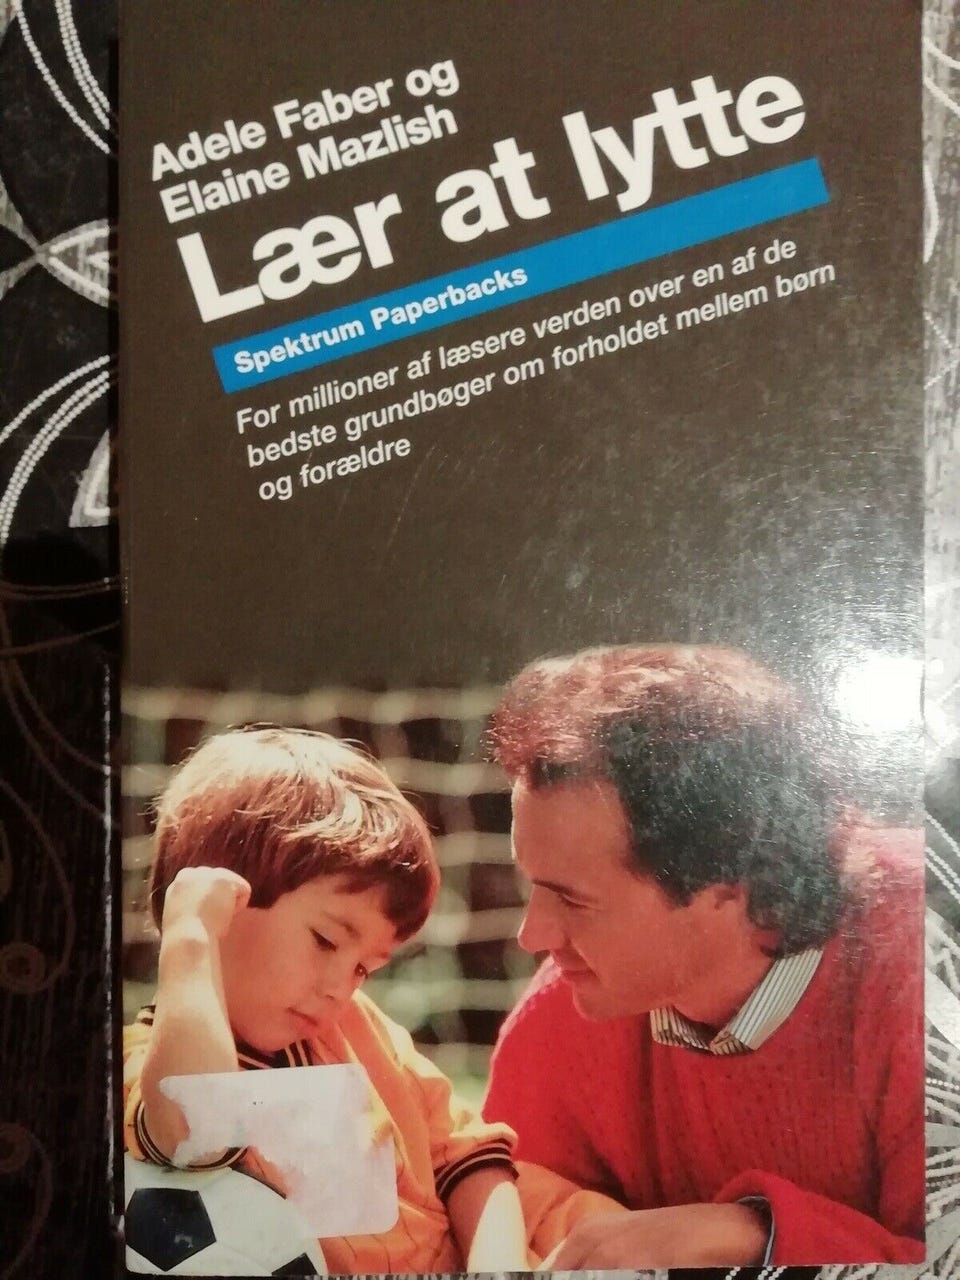 Adele Faber og
Elaine Mazlish
Lær at lytte
Spektrum Paperbacks
For millioner af læsere verden over en af de
bedste grundbøger om forholdet mellem børn
og forældre